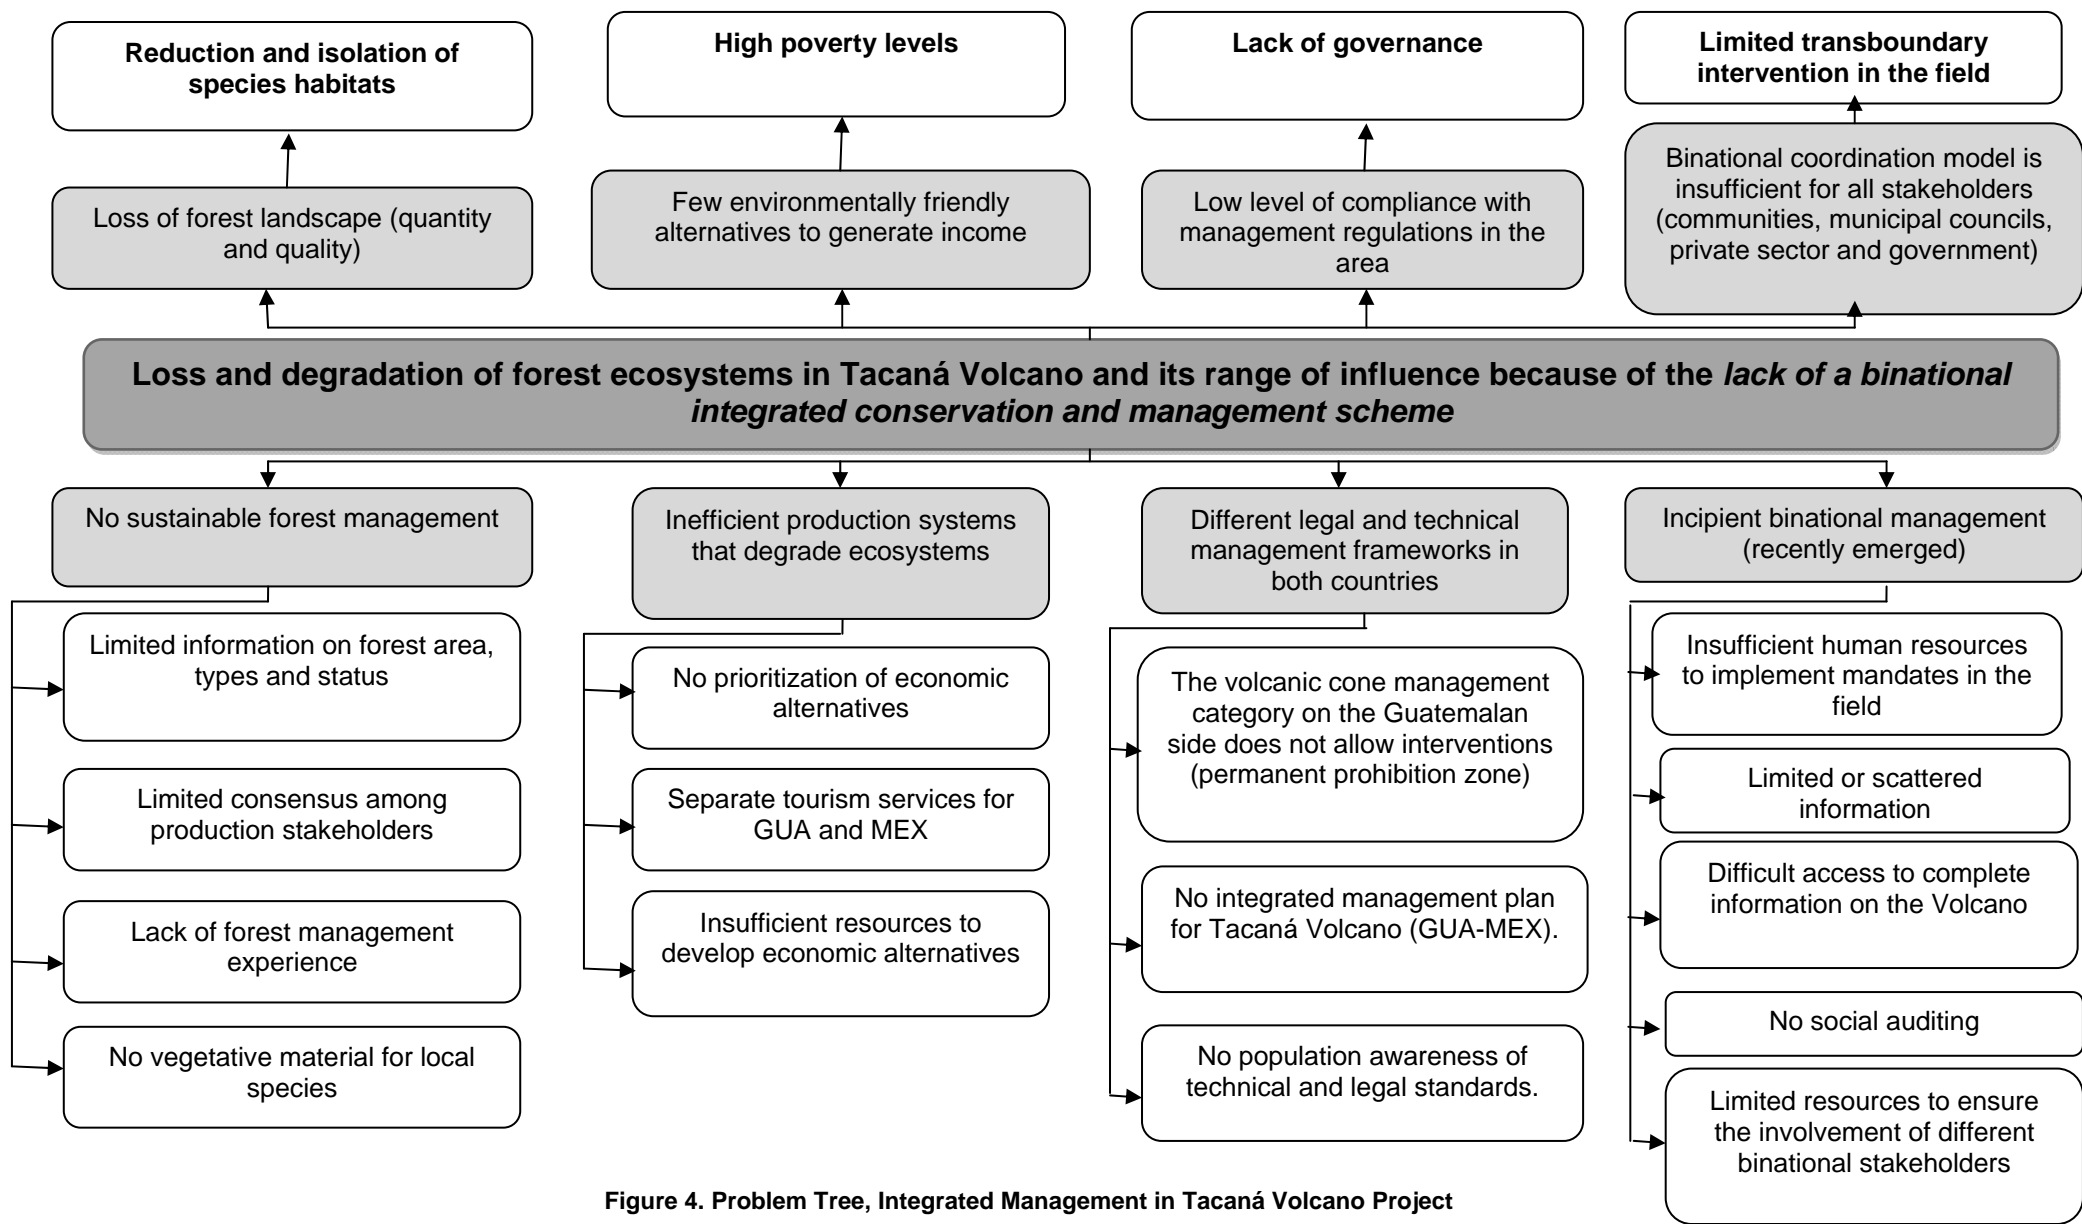 Reduction and isolation of
species habitats
High poverty levels
Lack of governance
Limited transboundary
intervention in the field
Loss of forest landscape (quantity
and quality)
Few environmentally friendly
alternatives to generate income
Low level of compliance with
management regulations in the
area
Binational coordination model is
insufficient for all stakeholders
(communities, municipal councils,
private sector and government)
Loss and degradation of forest ecosystems in Tacaná Volcano and its range of influence because of the lack of a binational
integrated conservation and management scheme
No sustainable forest management
Limited information on forest area,
types and status
Limited consensus among
production stakeholders
Lack of forest management
experience
No vegetative material for local
species
Inefficient production systems
that degrade ecosystems
No prioritization of economic
alternatives
Separate tourism services for
GUA and MEX
Insufficient resources to
develop economic alternatives
Different legal and technical
management frameworks in
both countries
The volcanic cone management
category on the Guatemalan
side does not allow interventions
(permanent prohibition zone)
No integrated management plan
for Tacaná Volcano (GUA-MEX).
No population awareness of
technical and legal standards.
Incipient binational management
(recently emerged)
Insufficient human resources
to implement mandates in the
field
Limited or scattered
information
Difficult access to complete
information on the Volcano
No social auditing
Limited resources to ensure
the involvement of different
binational stakeholders
Figure 4. Problem Tree, Integrated Management in Tacaná Volcano Project